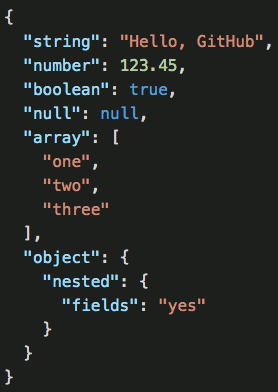 {
  "string": "Hello, GitHub",
  "number": 123.45,
  "boolean": true,
  "null": null,
  "array": [
    "one",
    "two",
    "three"
  ],
  "object": {
    "nested": {
      "fields": "yes"
    }
  }
}